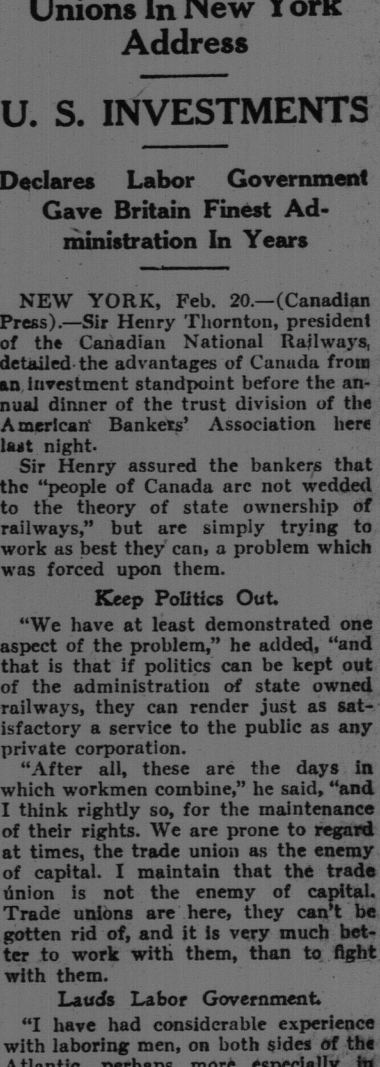 Unions In New York
Address
U. S. INVESTMENTS
Declares Labor Government
Gave Britain Finest Ad-
ministration In Years
NEW YORK, Feb. 20.—(Canadian
Press).—Sir Henry Thornton, president
of the Canadian National Railways,
detailed the advantages of Canada from
an investment standpoint before the an-
nual dinner of the trust division of the
American Bankers' Association here
last night.
Sir Henry assured the bankers that
the "people of Canada are not wedded
to the theory of state ownership of
railways," but are simply trying to
work as best they can, a problem which
was forced upon them.
Keep Politics Out.
"We have at least demonstrated one
aspect of the problem," he added, "and
that is that if politics can be kept out
of the administration of state owned
railways, they can render just as sat-
isfactory a service to the public as any
private corporation.
"After all, these are the days in
which workmen combine," he said, "and
I think rightly so, for the maintenance
of their rights. We are prone to regard
at times, the trade union as the enemy
of capital. I maintain that the trade
union is not the enemy of capital.
Trade unions are here, they can't be
gotten rid of, and it is very much bet-
ter to work with them, than to fight
with them.
Lauds Labor Government.
"I have had considerable experience
with laboring men, on both sides of the
Atlantic, perhaps more especially in